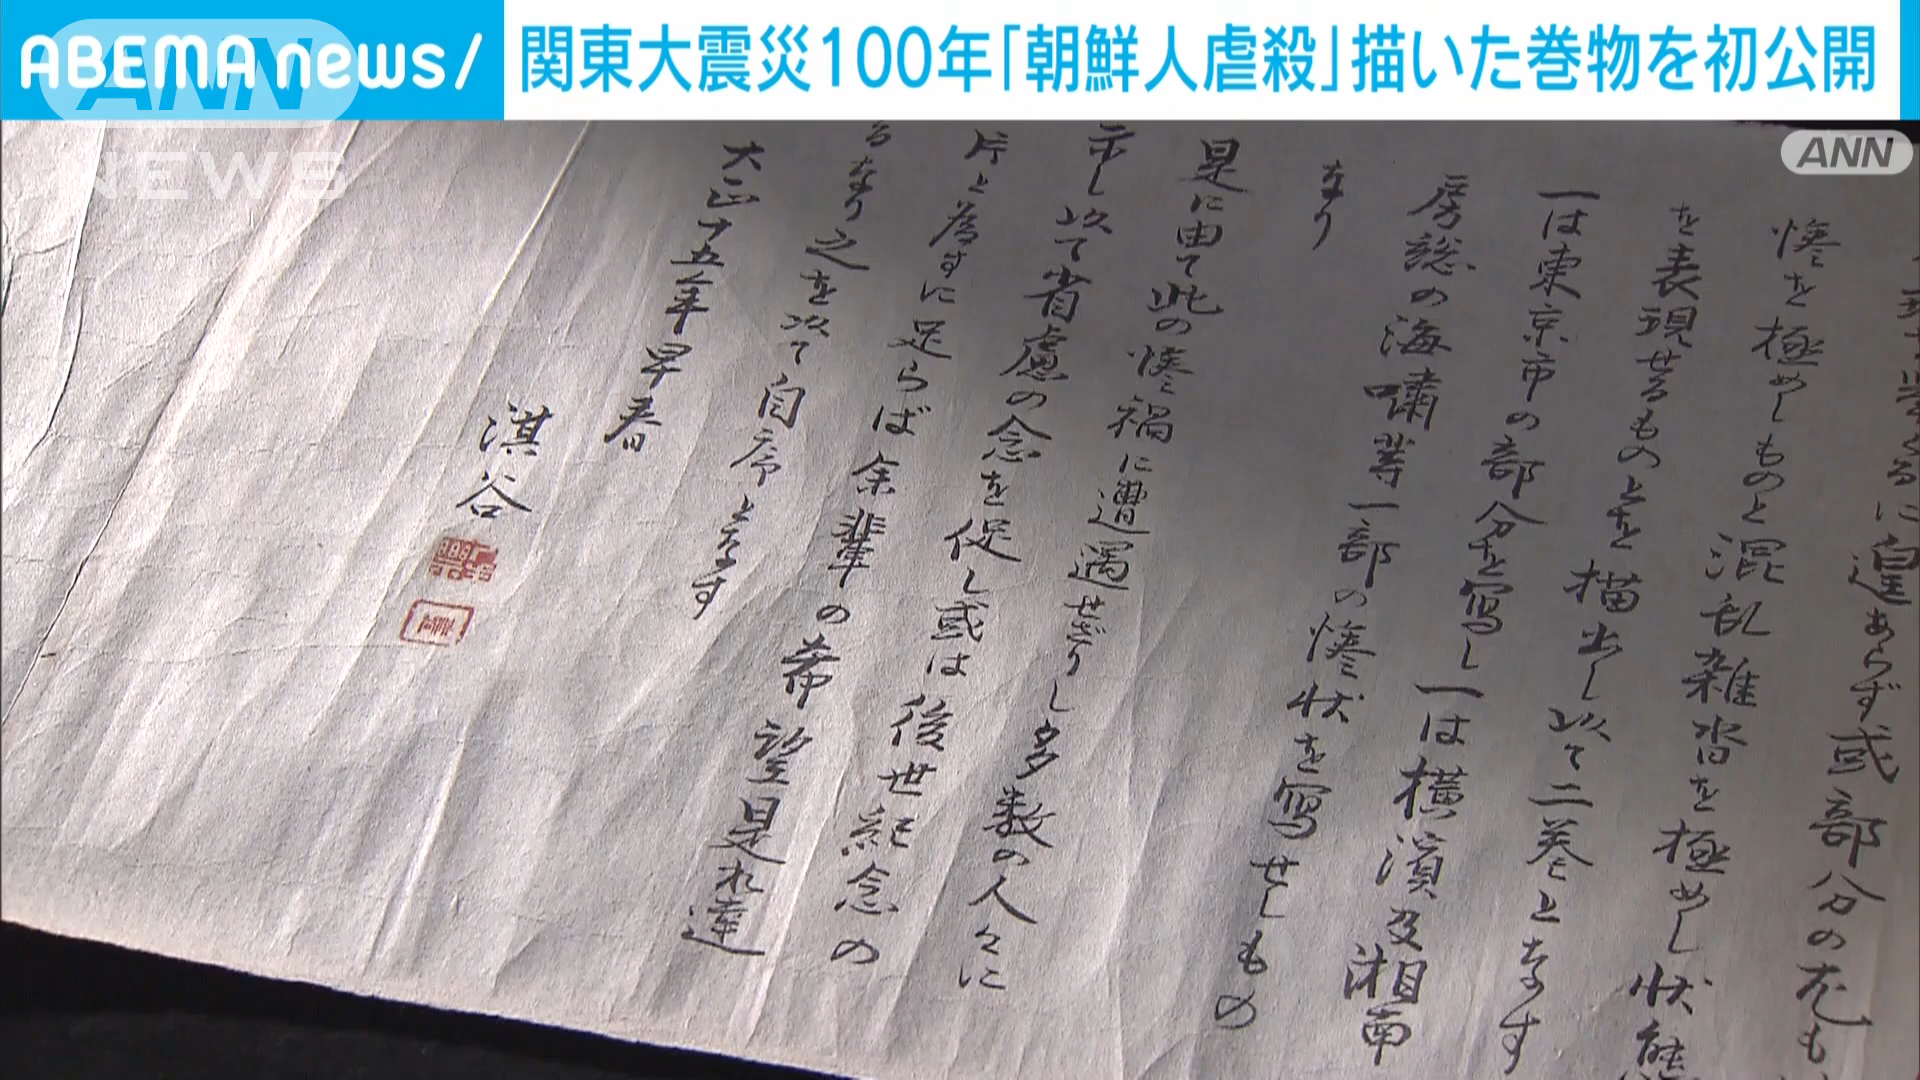 ABEMA news/
関東大震災100年「朝鮮人虐殺」描いた巻物を初公開
ANN
NEWS
ANN
に遑あらず或部分の尤も
惨を極めしものと混乱雑沓を極めし状態
を表現せるものとを描出し以て二巻となす
一は東京市の部分を写し一は横濱及湘南
房総の海嘯等一部の惨状を写せしもの
なり
是に由て此の惨禍に遭遇せざりし多数の人々に
示し以て省慮の念を促し或は後世紀念の
片と為すに足らば余輩の希望是れ達
るなり之を以て自序となす
大正十五年早春
淇谷